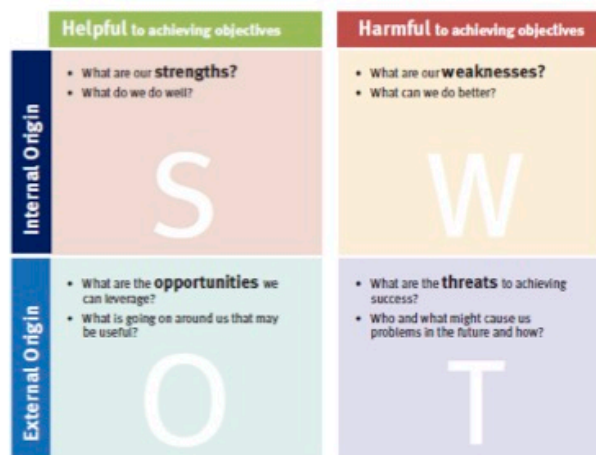 Helpful to achieving objectives
Harmful to achieving objectives
Internal Origin
• What are our strengths?
• What do we do well?
S
• What are our weaknesses?
• What can we do better?
W
External Origin
• What are the opportunities we
can leverage?
• What is going on around us that may
be useful?
O
• What are the threats to achieving
success?
• Who and what might cause us
problems in the future and how?
T